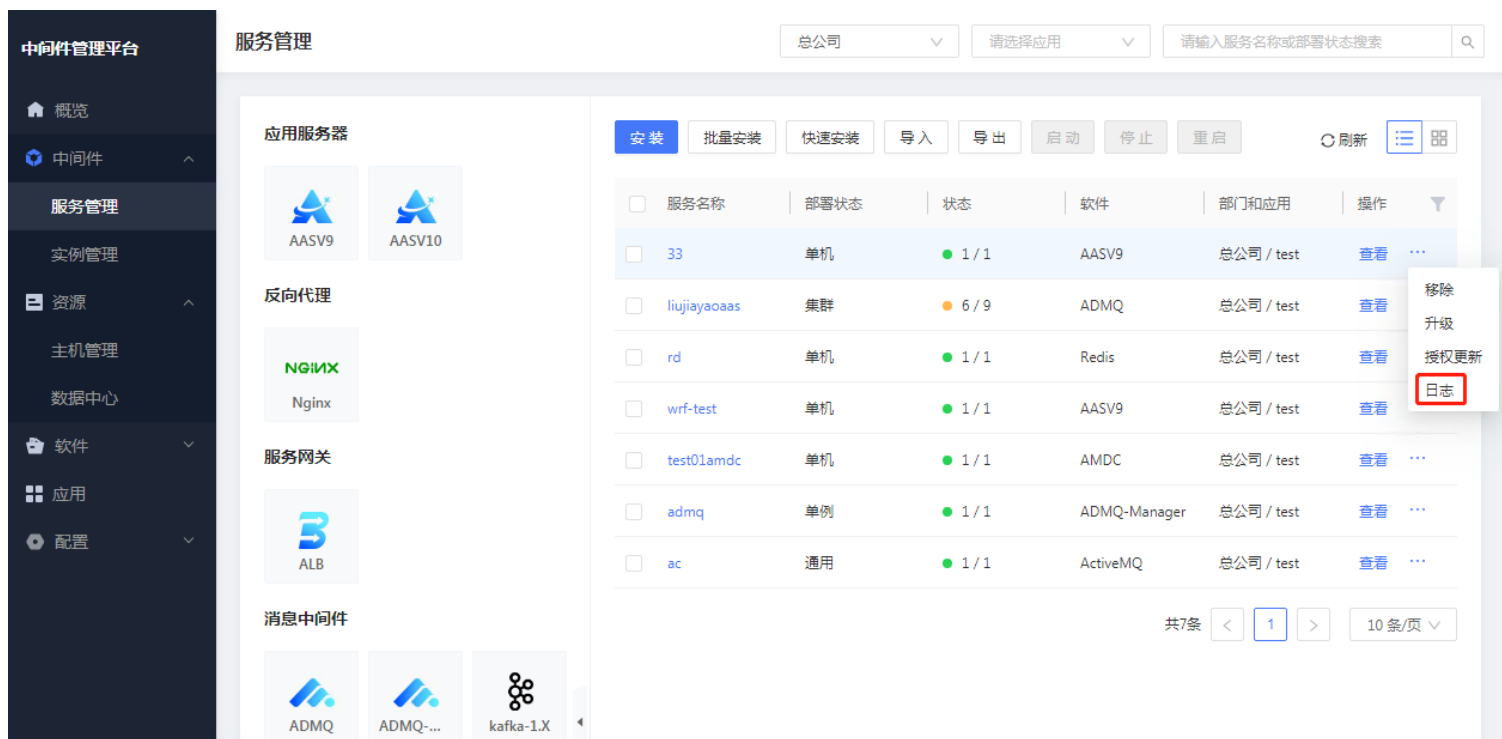 中间件管理平台
概览
中间件
服务管理
实例管理
资源
主机管理
数据中心
软件
应用
配置
服务管理
总公司
请选择应用
请输入服务名称或部署状态搜索
应用服务器
AASV9
AASV10
反向代理
NGINX
Nginx
服务网关
ALB
消息中间件
ADMQ
ADMQ-...
kafka-1.X
安装 批量安装 快速安装 导入 导出 启动 停止 重启 刷新
服务名称 部署状态 状态 软件 部门和应用 操作
33 单机 1 / 1 AASV9 总公司 / test 查看 ...
liujiayaoaas 集群 6 / 9 ADMQ 总公司 / test 查看
rd 单机 1 / 1 Redis 总公司 / test 查看
wrf-test 单机 1 / 1 AASV9 总公司 / test 查看
test01amdc 单机 1 / 1 AMDC 总公司 / test 查看 ...
admq 单例 1 / 1 ADMQ-Manager 总公司 / test 查看 ...
ac 通用 1 / 1 ActiveMQ 总公司 / test 查看 ...
移除
升级
授权更新
日志
共7条 < 1 > 10 条/页